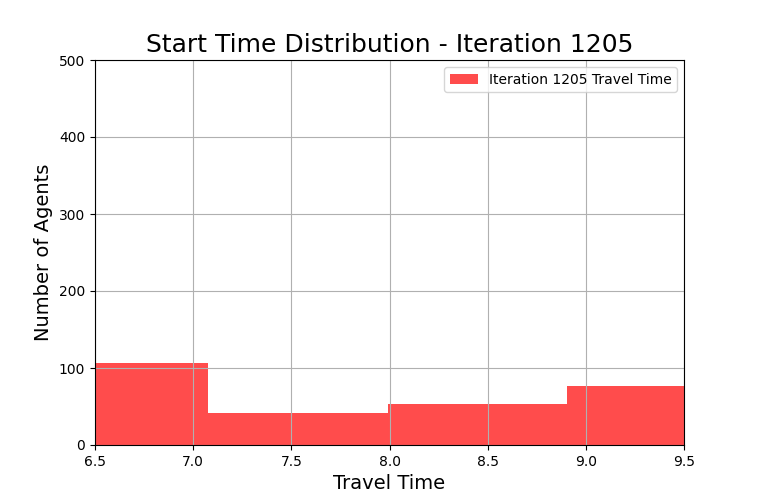 Start Time Distribution - Iteration 1205
500
Iteration 1205 Travel Time
400
300
200
100
0
Number of Agents
6.5 7.0 7.5 8.0 8.5 9.0 9.5
Travel Time